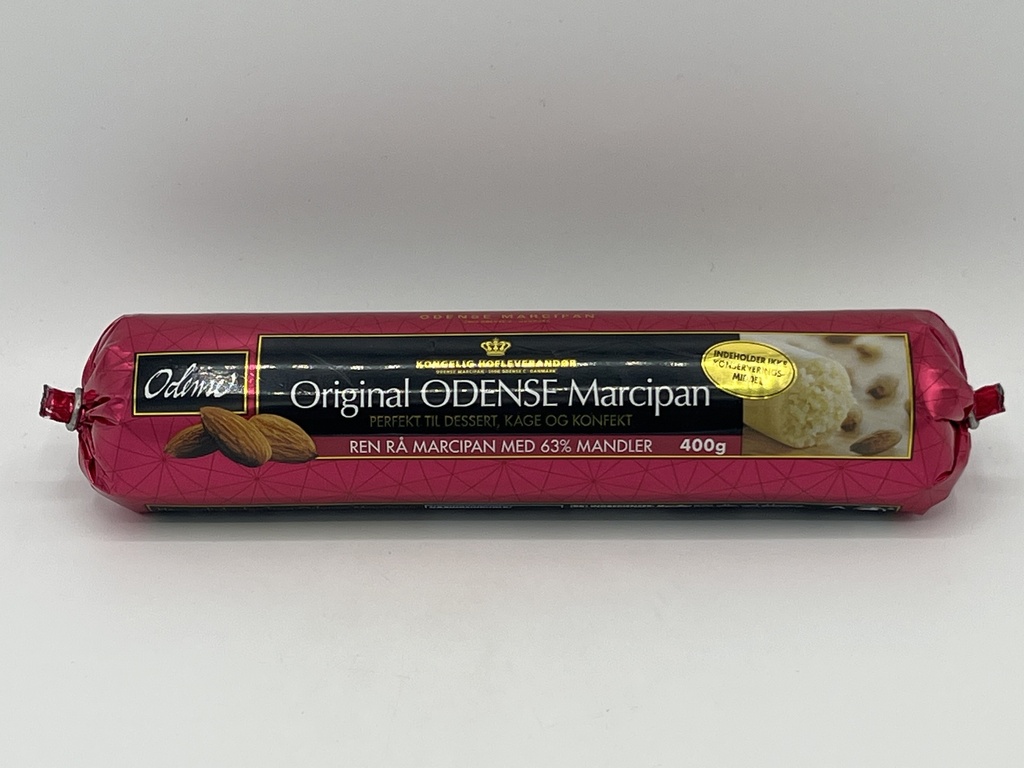 ODENSE MARCIPAN
Odense
KONGELIG HOFLEVERANDØR
Original ODENSE Marcipan
PERFEKT TIL DESSERT, KAGE OG KONFEKT
REN RÅ MARCIPAN MED 63% MANDLER 400g
INDEHOLDER IKKE
KONSERVERINGS-
MIDDEL